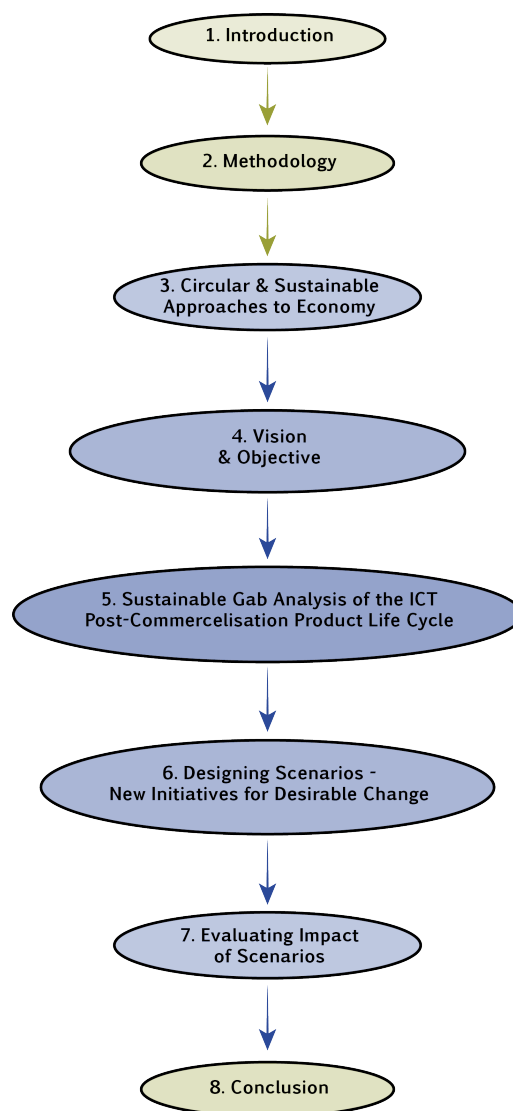 1. Introduction
2. Methodology
3. Circular & Sustainable
Approaches to Economy
4. Vision
& Objective
5. Sustainable Gab Analysis of the ICT
Post-Commercelisation Product Life Cycle
6. Designing Scenarios -
New Initiatives for Desirable Change
7. Evaluating Impact
of Scenarios
8. Conclusion